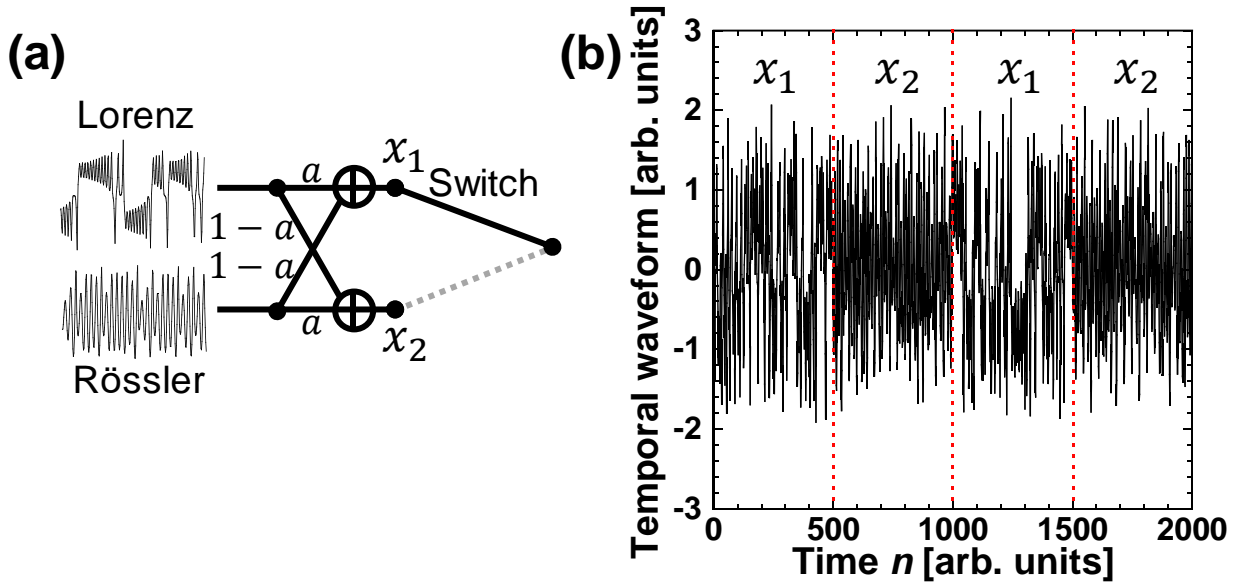 (a)
Lorenz
a
x₁
Switch
1 − a
1 − a
a
x₂
Rössler
(b)
Temporal waveform [arb. units]
3
2
1
0
-1
-2
-3
x₁ x₂ x₁ x₂
0 500 1000 1500 2000
Time n [arb. units]